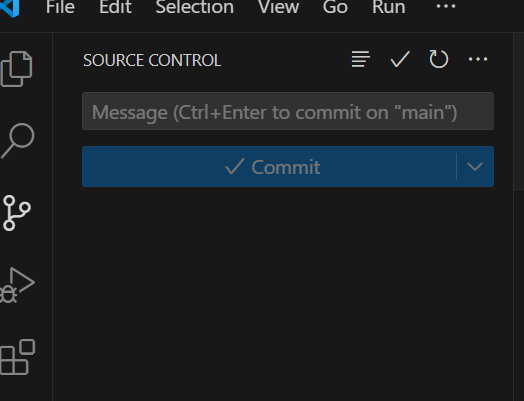 File Edit Selection View Go Run ···
SOURCE CONTROL
Message (Ctrl+Enter to commit on "main")
Commit